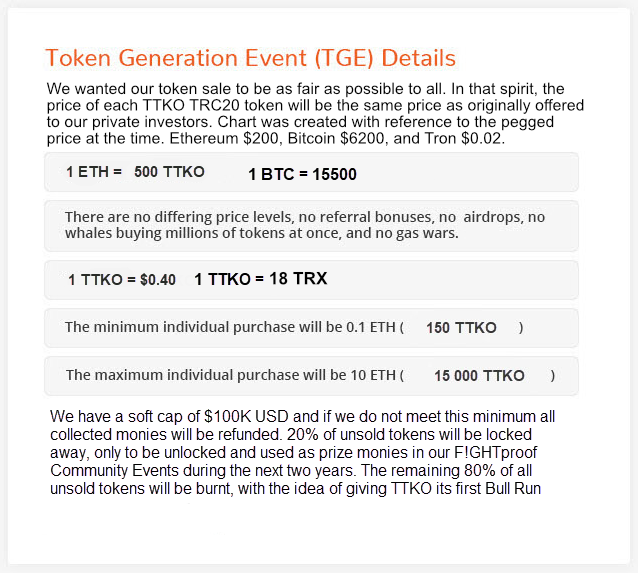 Token Generation Event (TGE) Details
We wanted our token sale to be as fair as possible to all. In that spirit, the
price of each TTKO TRC20 token will be the same price as originally offered
to our private investors. Chart was created with reference to the pegged
price at the time. Ethereum $200, Bitcoin $6200, and Tron $0.02.
1 ETH = 500 TTKO 1 BTC = 15500
There are no differing price levels, no referral bonuses, no airdrops, no
whales buying millions of tokens at once, and no gas wars.
1 TTKO = $0.40 1 TTKO = 18 TRX
The minimum individual purchase will be 0.1 ETH ( 150 TTKO )
The maximum individual purchase will be 10 ETH ( 15 000 TTKO )
We have a soft cap of $100K USD and if we do not meet this minimum all
collected monies will be refunded. 20% of unsold tokens will be locked
away, only to be unlocked and used as prize monies in our F!GHTproof
Community Events during the next two years. The remaining 80% of all
unsold tokens will be burnt, with the idea of giving TTKO its first Bull Run